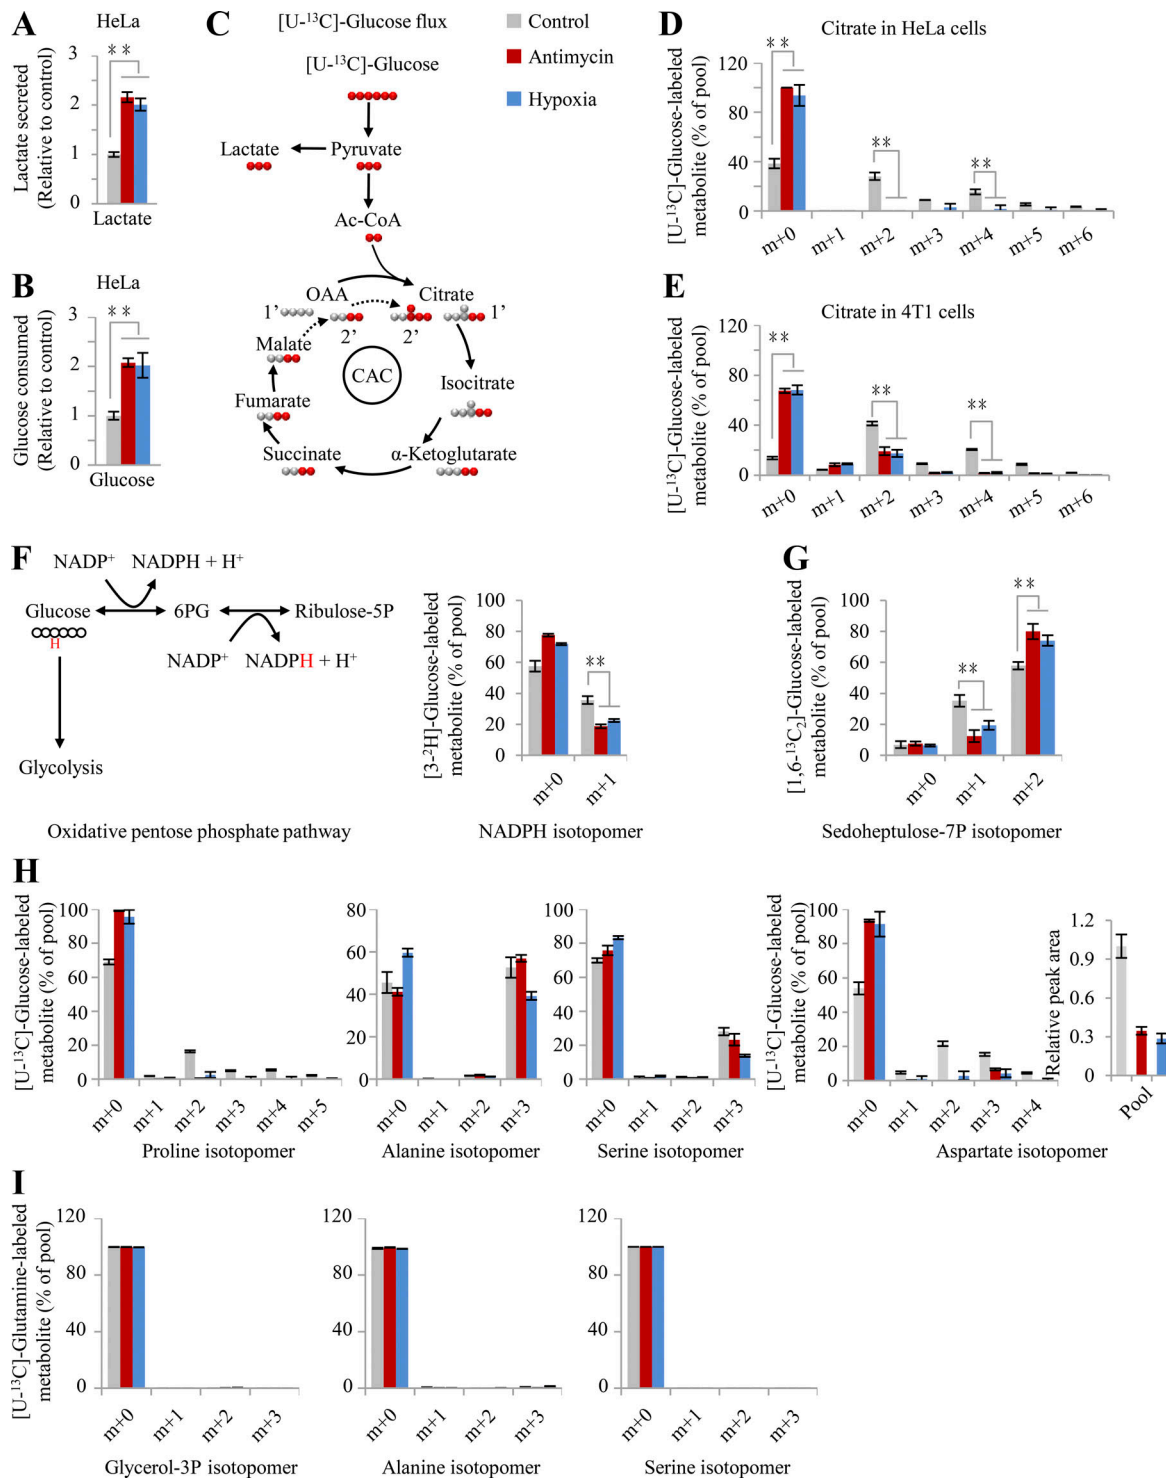 A
HeLa
Lactate secreted
(Relative to control)
3
2
1
0
**
Lactate
B
HeLa
Glucose consumed
(Relative to control)
3
2
1
0
**
Glucose
C
[U-¹³C]-Glucose flux
[U-¹³C]-Glucose
Lactate
Pyruvate
Ac-CoA
OAA
Citrate
1’
2’
2’
1’
Malate
CAC
Isocitrate
Fumarate
Succinate
α-Ketoglutarate
Control
Antimycin
Hypoxia
D
Citrate in HeLa cells
[U-¹³C]-Glucose-labeled
metabolite (% of pool)
120
80
40
0
**
**
**
m+0
m+1
m+2
m+3
m+4
m+5
m+6
E
Citrate in 4T1 cells
[U-¹³C]-Glucose-labeled
metabolite (% of pool)
120
80
40
0
**
**
**
m+0
m+1
m+2
m+3
m+4
m+5
m+6
F
NADP⁺
NADPH + H⁺
Glucose
6PG
Ribulose-5P
H
NADP⁺
NADPH + H⁺
Glycolysis
Oxidative pentose phosphate pathway
[3-²H]-Glucose-labeled
metabolite (% of pool)
100
80
60
40
20
0
**
m+0
m+1
NADPH isotopomer
G
[1,6-¹³C₂]-Glucose-labeled
metabolite (% of pool)
100
80
60
40
20
0
**
**
m+0
m+1
m+2
Sedoheptulose-7P isotopomer
H
[U-¹³C]-Glucose-labeled
metabolite (% of pool)
100
80
60
40
20
0
m+0
m+1
m+2
m+3
m+4
m+5
Proline isotopomer
80
60
40
20
0
m+0
m+1
m+2
m+3
Alanine isotopomer
100
80
60
40
20
0
m+0
m+1
m+2
m+3
Serine isotopomer
[U-¹³C]-Glucose-labeled
metabolite (% of pool)
100
80
60
40
20
0
m+0
m+1
m+2
m+3
m+4
Aspartate isotopomer
Relative peak area
1.2
0.9
0.6
0.3
0
Pool
I
[U-¹³C]-Glutamine-labeled
metabolite (% of pool)
120
80
40
0
m+0
m+1
m+2
m+3
Glycerol-3P isotopomer
120
80
40
0
m+0
m+1
m+2
m+3
Alanine isotopomer
120
80
40
0
m+0
m+1
m+2
m+3
Serine isotopomer